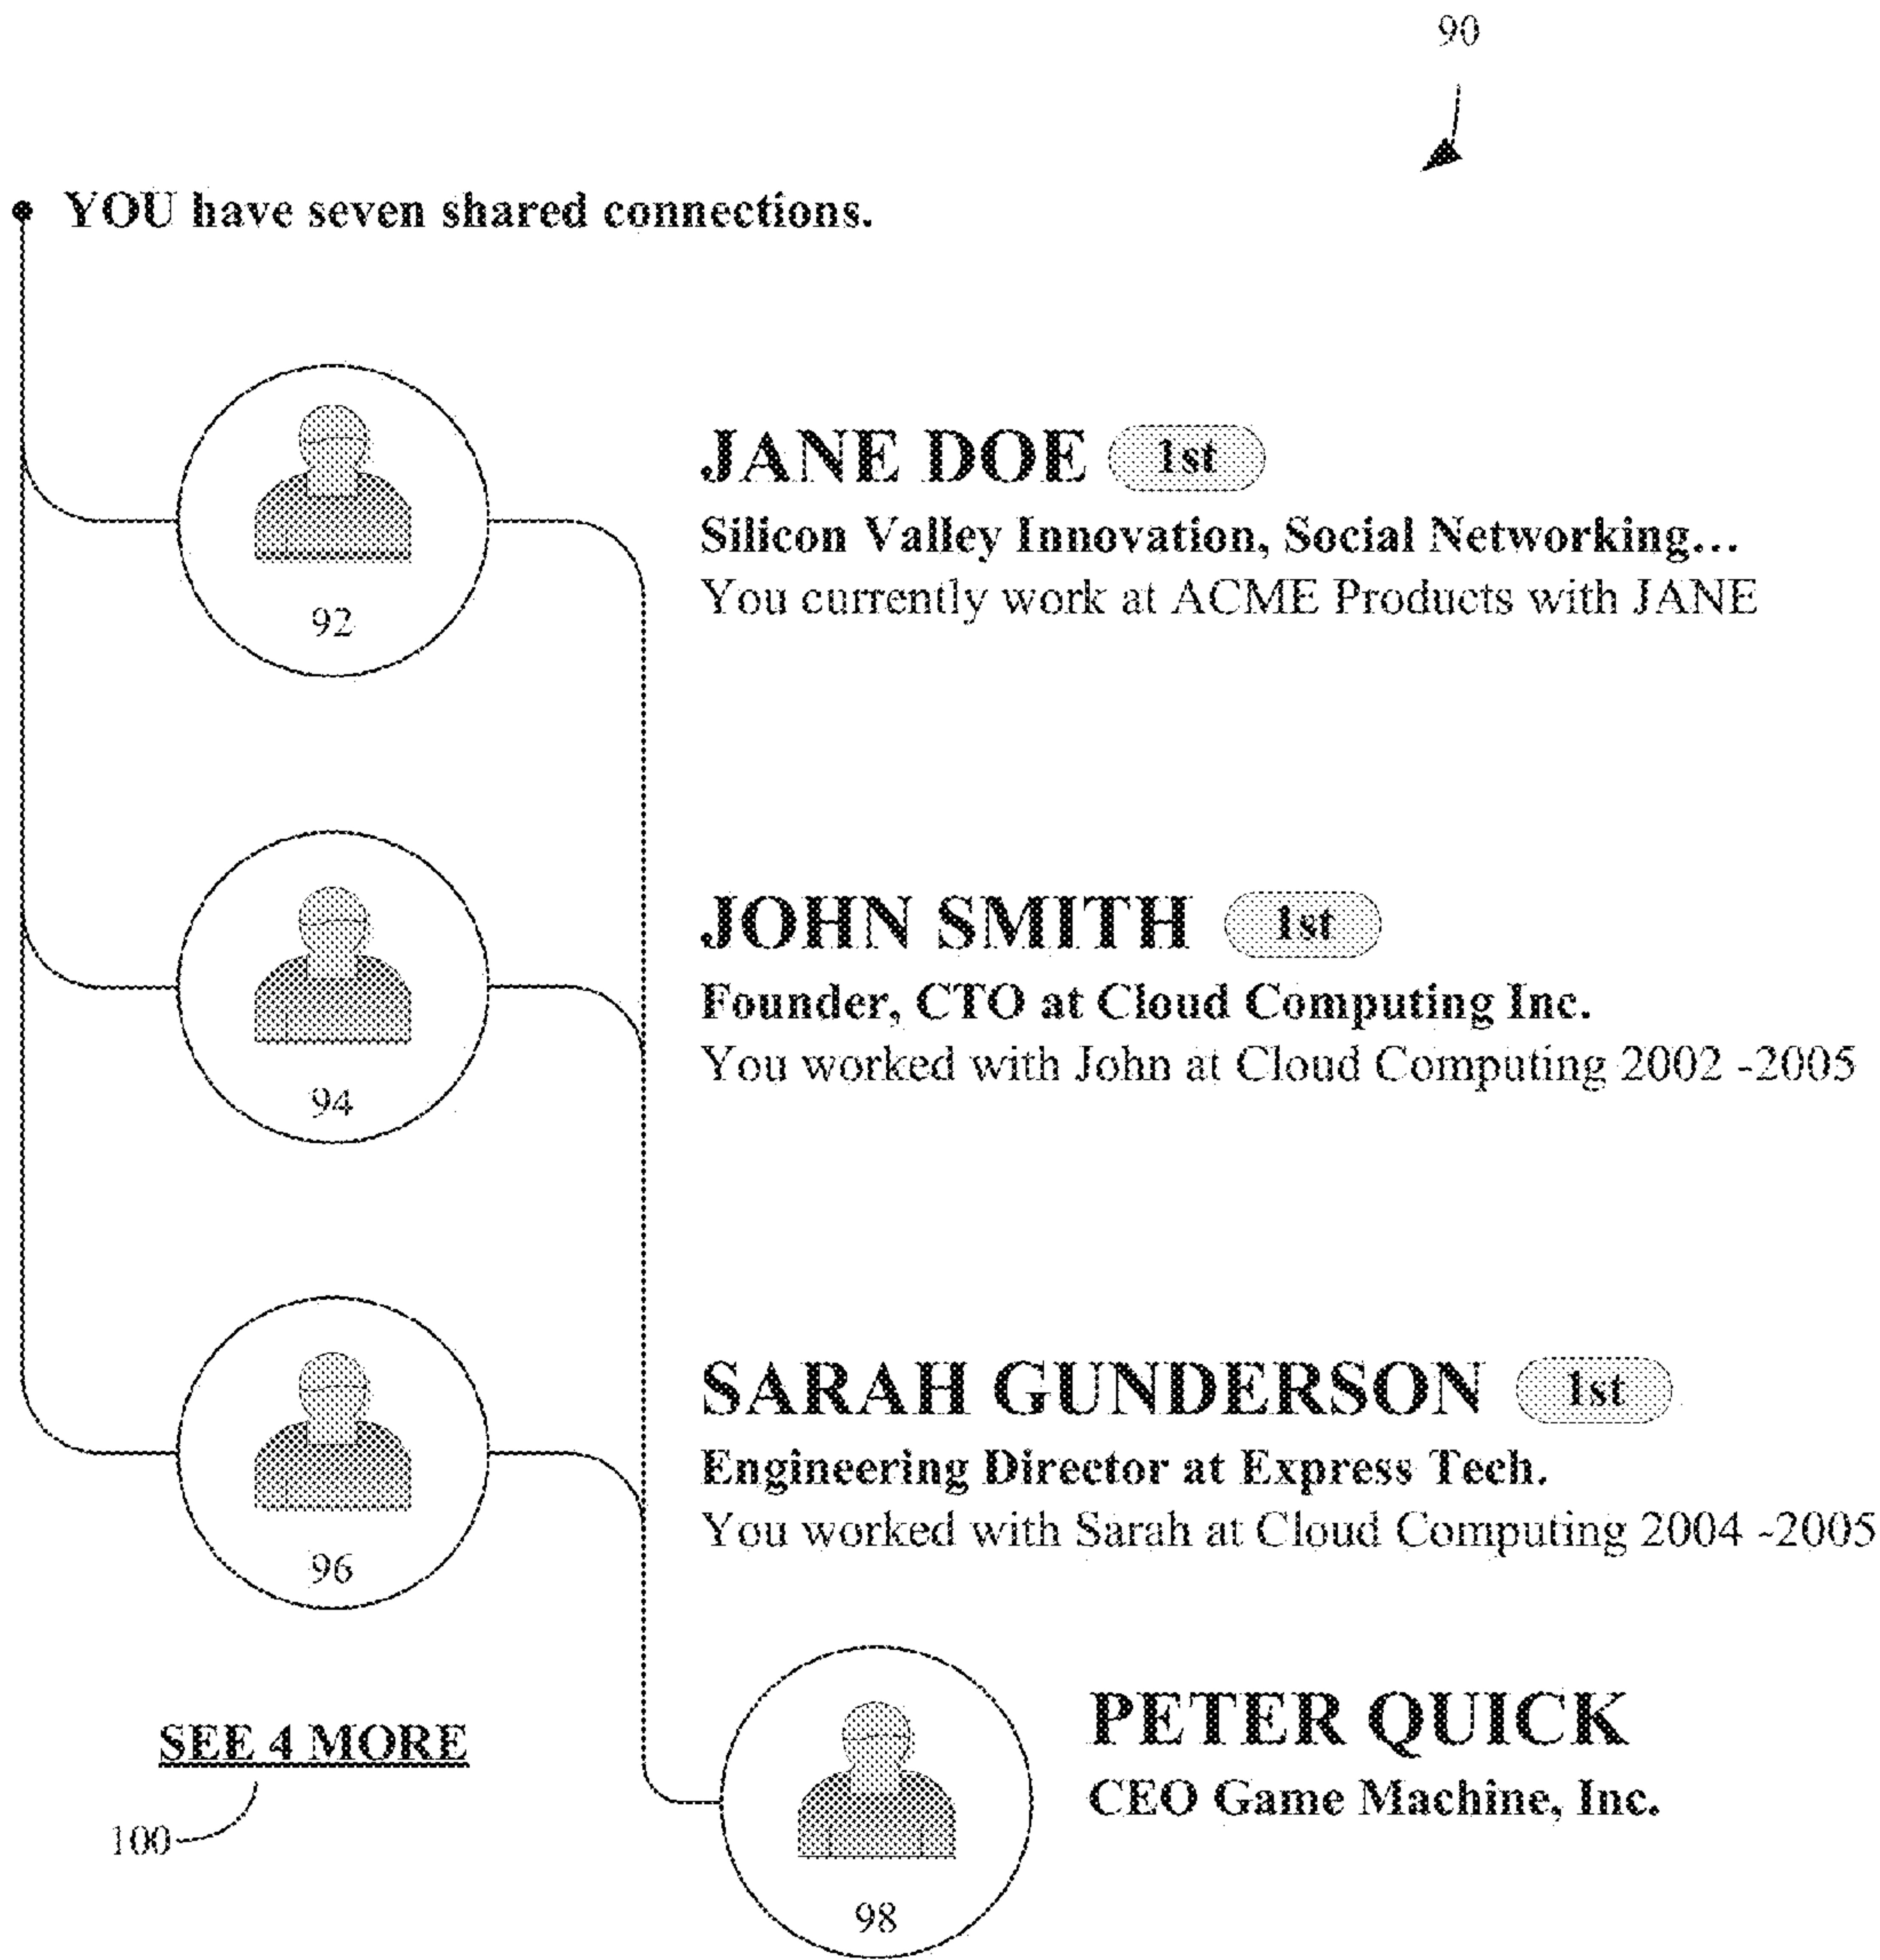 90
YOU have seven shared connections.
JANE DOE 1st
Silicon Valley Innovation, Social Networking...
You currently work at ACME Products with JANE
92
JOHN SMITH 1st
Founder, CTO at Cloud Computing Inc.
You worked with John at Cloud Computing 2002 -2005
94
SARAH GUNDERSON 1st
Engineering Director at Express Tech.
You worked with Sarah at Cloud Computing 2004 -2005
96
PETER QUICK
CEO Game Machine, Inc.
98
SEE 4 MORE
100